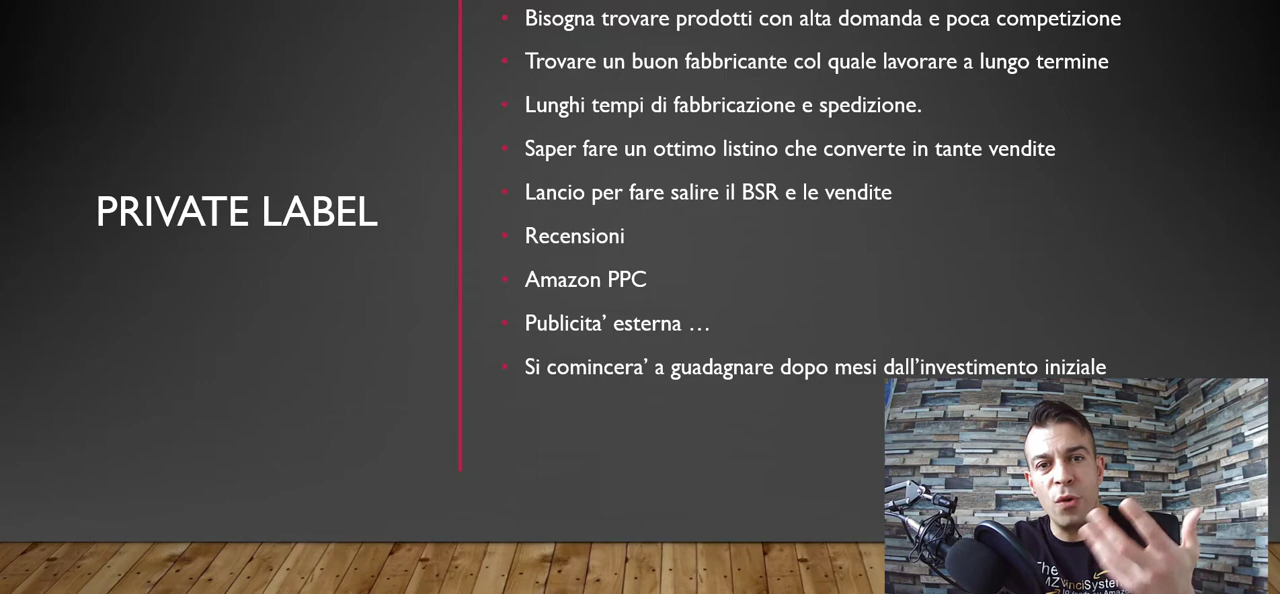 Bisogna trovare prodotti con alta domanda e poca competizione
Trovare un buon fabbricante col quale lavorare a lungo termine
Lunghi tempi di fabbricazione e spedizione.
Saper fare un ottimo listino che converte in tante vendite
PRIVATE LABEL
Lancio per fare salire il BSR e le vendite
Recensioni
Amazon PPC
Publicita’ esterna …
Si comincera’ a guadagnare dopo mesi dall’investimento iniziale
The
System